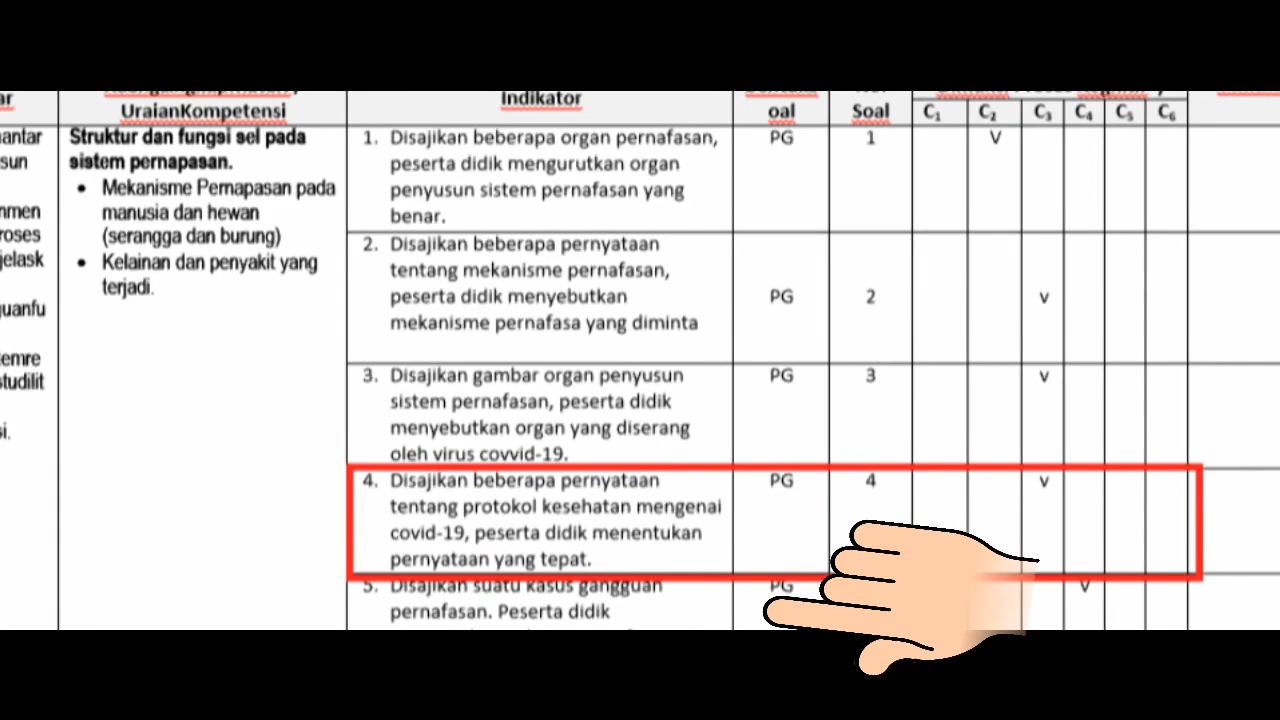 ar
UraianKompetensi
Indikator
oal
Soal
C1 C2 C3 C4 C5 C6
antar
sun
nmen
roses
jelask
uanfu
emre
tudilit
si.
Struktur dan fungsi sel pada
sistem pernapasan.
• Mekanisme Pernapasan pada
manusia dan hewan
(serangga dan burung)
• Kelainan dan penyakit yang
terjadi.
1. Disajikan beberapa organ pernafasan,
peserta didik mengurutkan organ
penyusun sistem pernafasan yang
benar.
PG 1 V
2. Disajikan beberapa pernyataan
tentang mekanisme pernafasan,
peserta didik menyebutkan
mekanisme pernafasa yang diminta
PG 2 v
3. Disajikan gambar organ penyusun
sistem pernafasan, peserta didik
menyebutkan organ yang diserang
oleh virus covvid-19.
PG 3 v
4. Disajikan beberapa pernyataan
tentang protokol kesehatan mengenai
covid-19, peserta didik menentukan
pernyataan yang tepat.
PG 4 v
5. Disajikan suatu kasus gangguan
pernafasan. Peserta didik
PG v